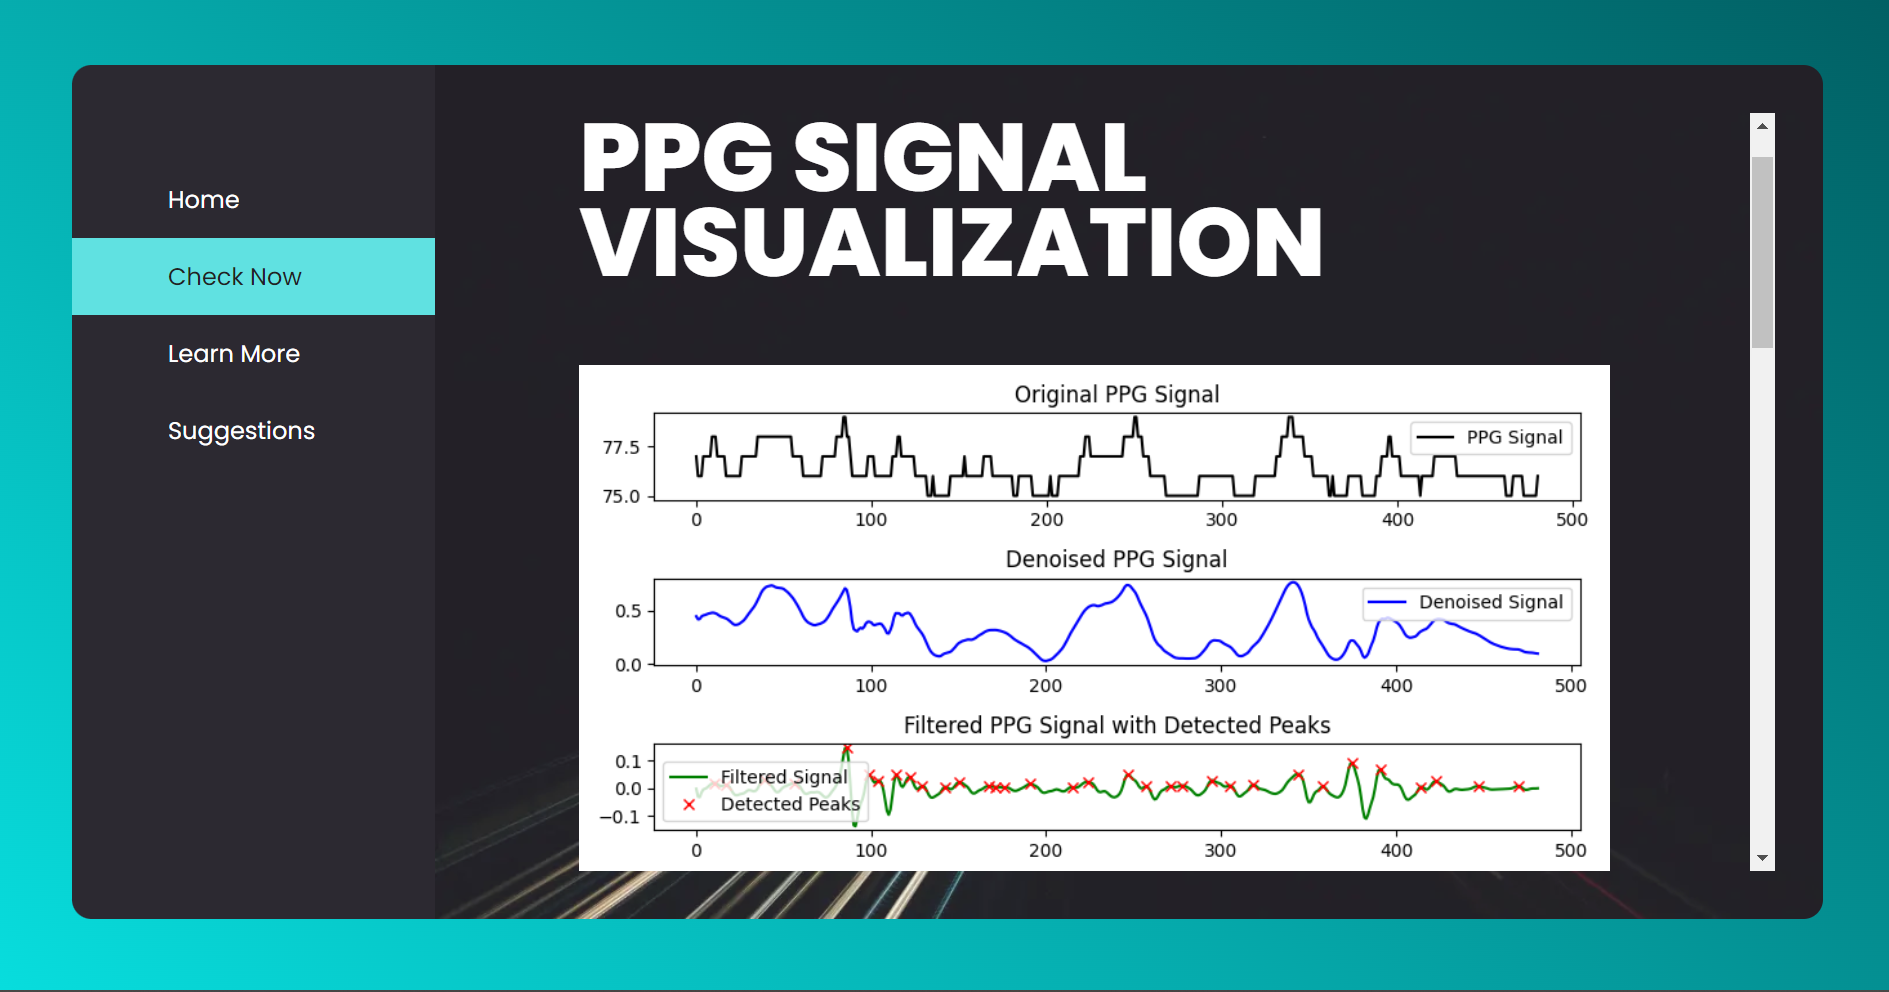 Home
Check Now
Learn More
Suggestions
PPG SIGNAL
VISUALIZATION
Original PPG Signal
PPG Signal
77.5
75.0
0 100 200 300 400 500
Denoised PPG Signal
Denoised Signal
0.5
0.0
0 100 200 300 400 500
Filtered PPG Signal with Detected Peaks
Filtered Signal
Detected Peaks
0.1
0.0
−0.1
0 100 200 300 400 500